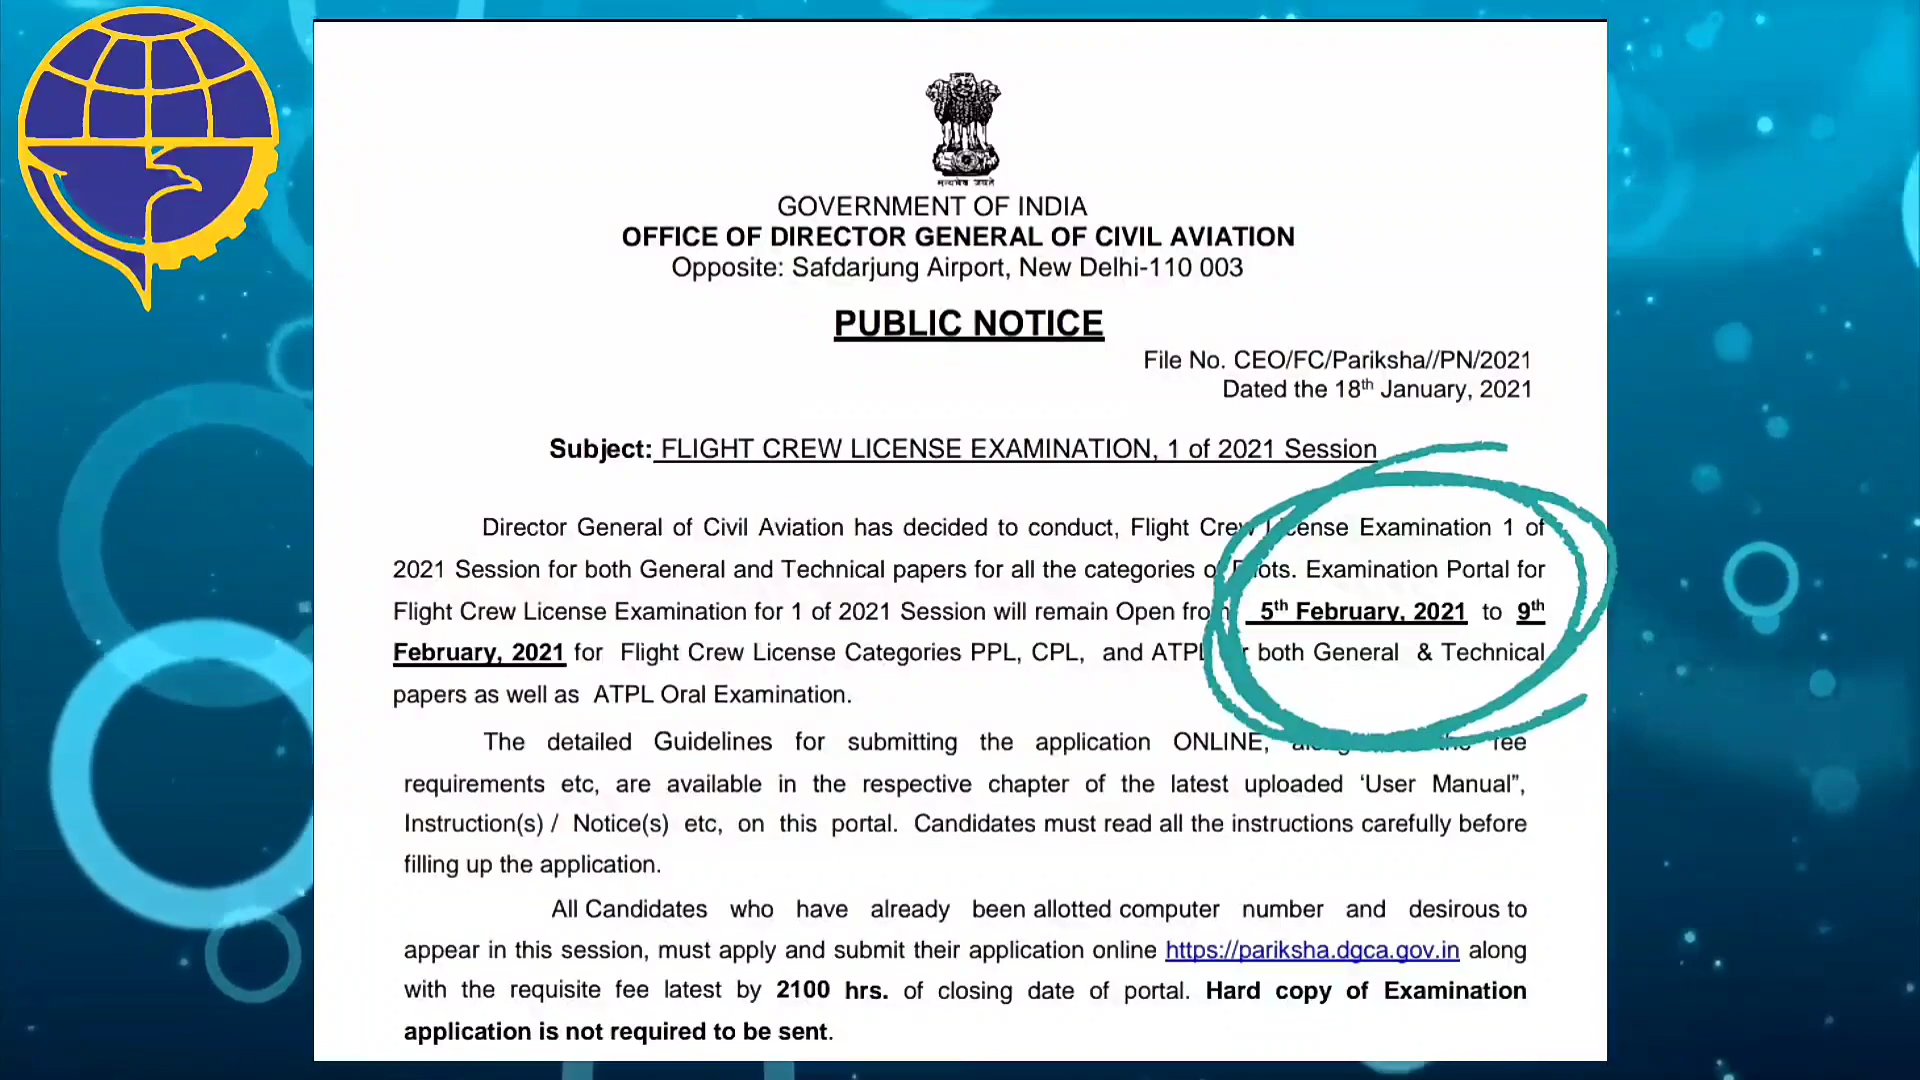 सत्यमेव जयते
GOVERNMENT OF INDIA
OFFICE OF DIRECTOR GENERAL OF CIVIL AVIATION
Opposite: Safdarjung Airport, New Delhi-110 003
PUBLIC NOTICE
File No. CEO/FC/Pariksha//PN/2021
Dated the 18th January, 2021
Subject: FLIGHT CREW LICENSE EXAMINATION, 1 of 2021 Session
Director General of Civil Aviation has decided to conduct, Flight Crew License Examination 1 of
2021 Session for both General and Technical papers for all the categories of Pilots. Examination Portal for
Flight Crew License Examination for 1 of 2021 Session will remain Open from 5th February, 2021 to 9th
February, 2021 for Flight Crew License Categories PPL, CPL, and ATPL both General & Technical
papers as well as ATPL Oral Examination.
The detailed Guidelines for submitting the application ONLINE, along the fee
requirements etc, are available in the respective chapter of the latest uploaded ‘User Manual”,
Instruction(s) / Notice(s) etc, on this portal. Candidates must read all the instructions carefully before
filling up the application.
All Candidates who have already been allotted computer number and desirous to
appear in this session, must apply and submit their application online https://pariksha.dgca.gov.in along
with the requisite fee latest by 2100 hrs. of closing date of portal. Hard copy of Examination
application is not required to be sent.